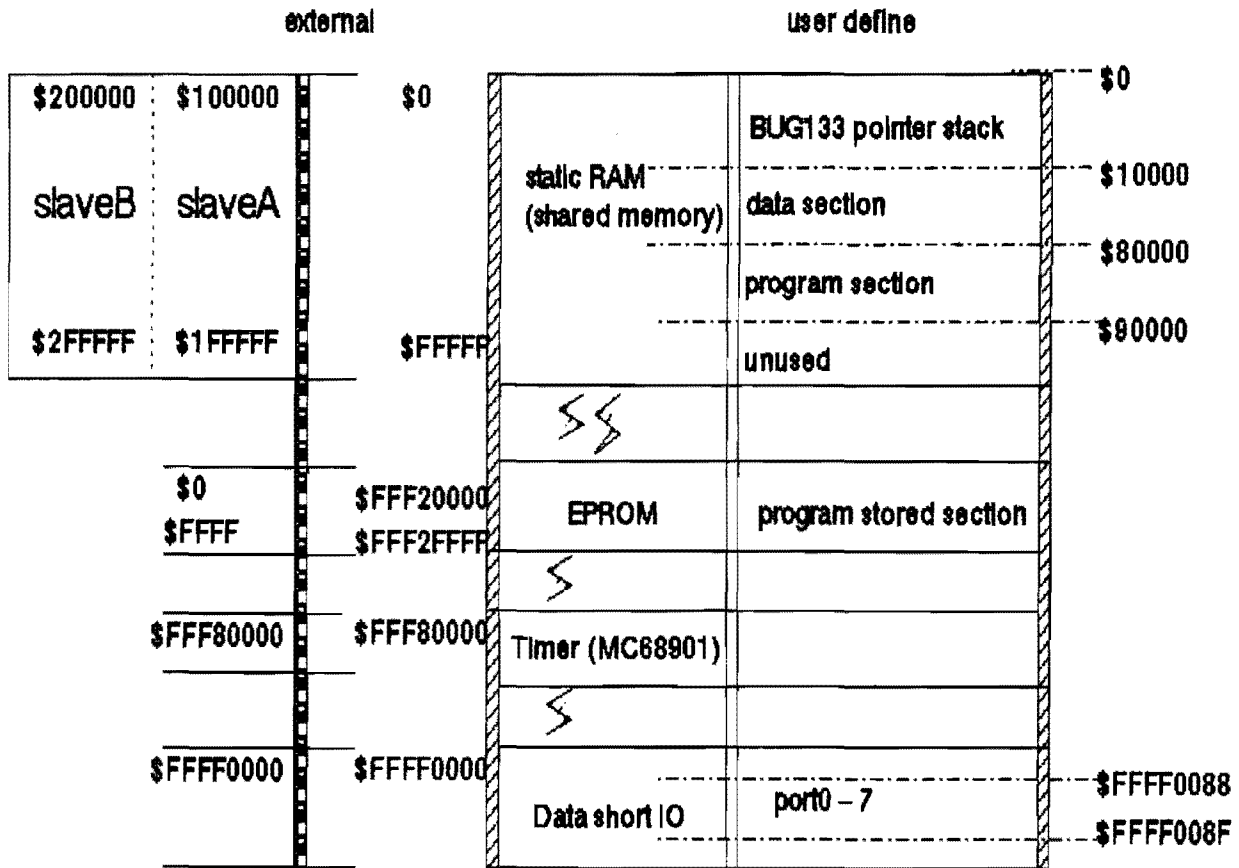 external
user define
$200000
$100000
$0
$0
BUG133 pointer stack
slaveB
slaveA
static RAM
(shared memory)
$10000
data section
$80000
program section
$2FFFFF
$1FFFFF
$FFFFF
$90000
unused
$0
$FFFF
$FFF20000
$FFF2FFFF
EPROM
program stored section
$FFF80000
$FFF80000
Timer (MC68901)
$FFFF0000
$FFFF0000
Data short IO
port0 – 7
$FFFF0088
$FFFF008F